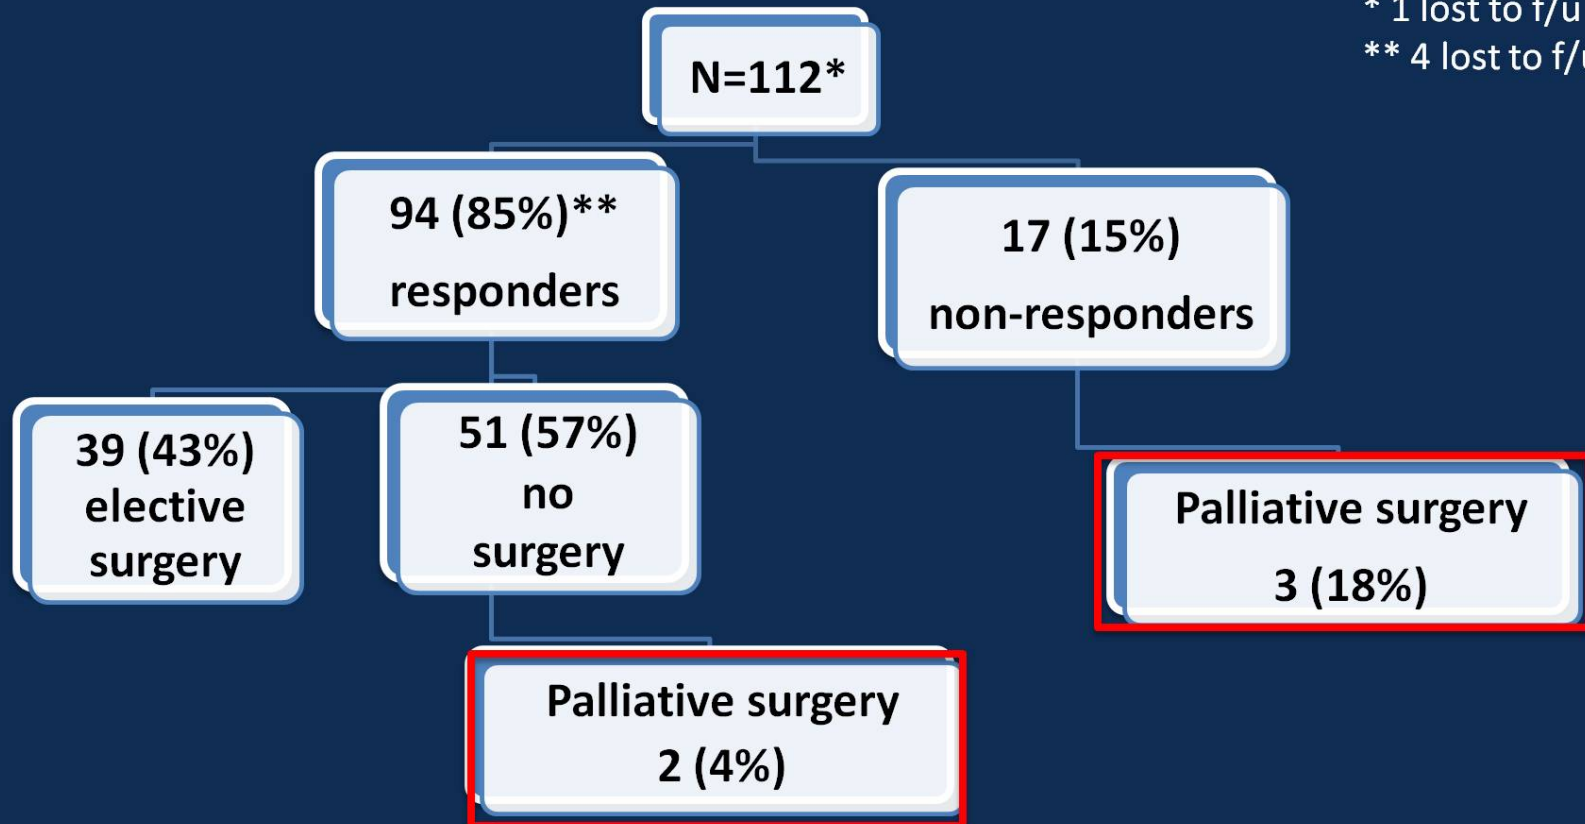 * 1 lost to f/u
** 4 lost to f/u
N=112*
94 (85%)**
responders
17 (15%)
non-responders
39 (43%)
elective
surgery
51 (57%)
no
surgery
Palliative surgery
3 (18%)
Palliative surgery
2 (4%)